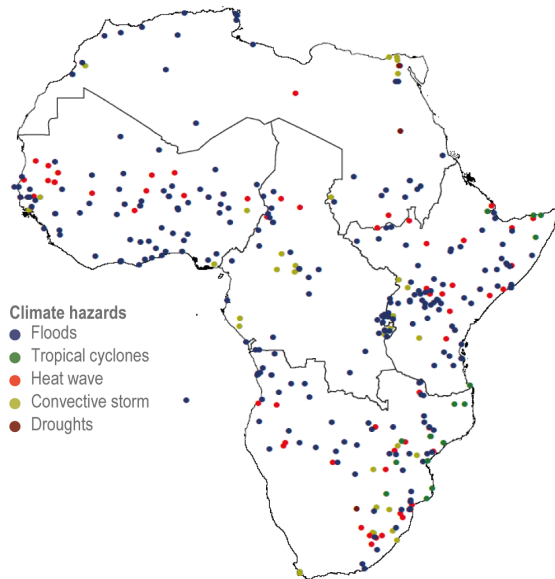 Climate hazards
Floods
Tropical cyclones
Heat wave
Convective storm
Droughts